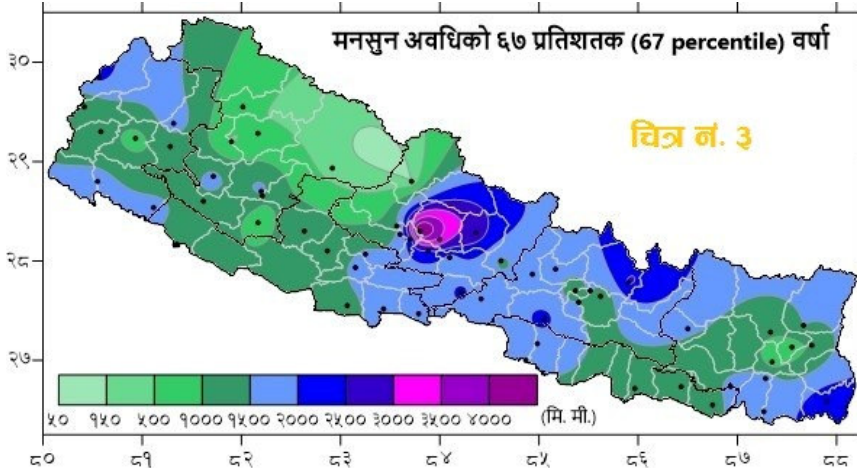 मनसुन अवधिको ६७ प्रतिशतक (67 percentile) वर्षा
चित्र नं. ३
३०
२९
२८
२७
५० १५० ५०० १००० १५०० २००० २५०० ३००० ३५०० ४००० (मि. मी.)
८० ८१ ८२ ८३ ८४ ८५ ८६ ८७ ८८